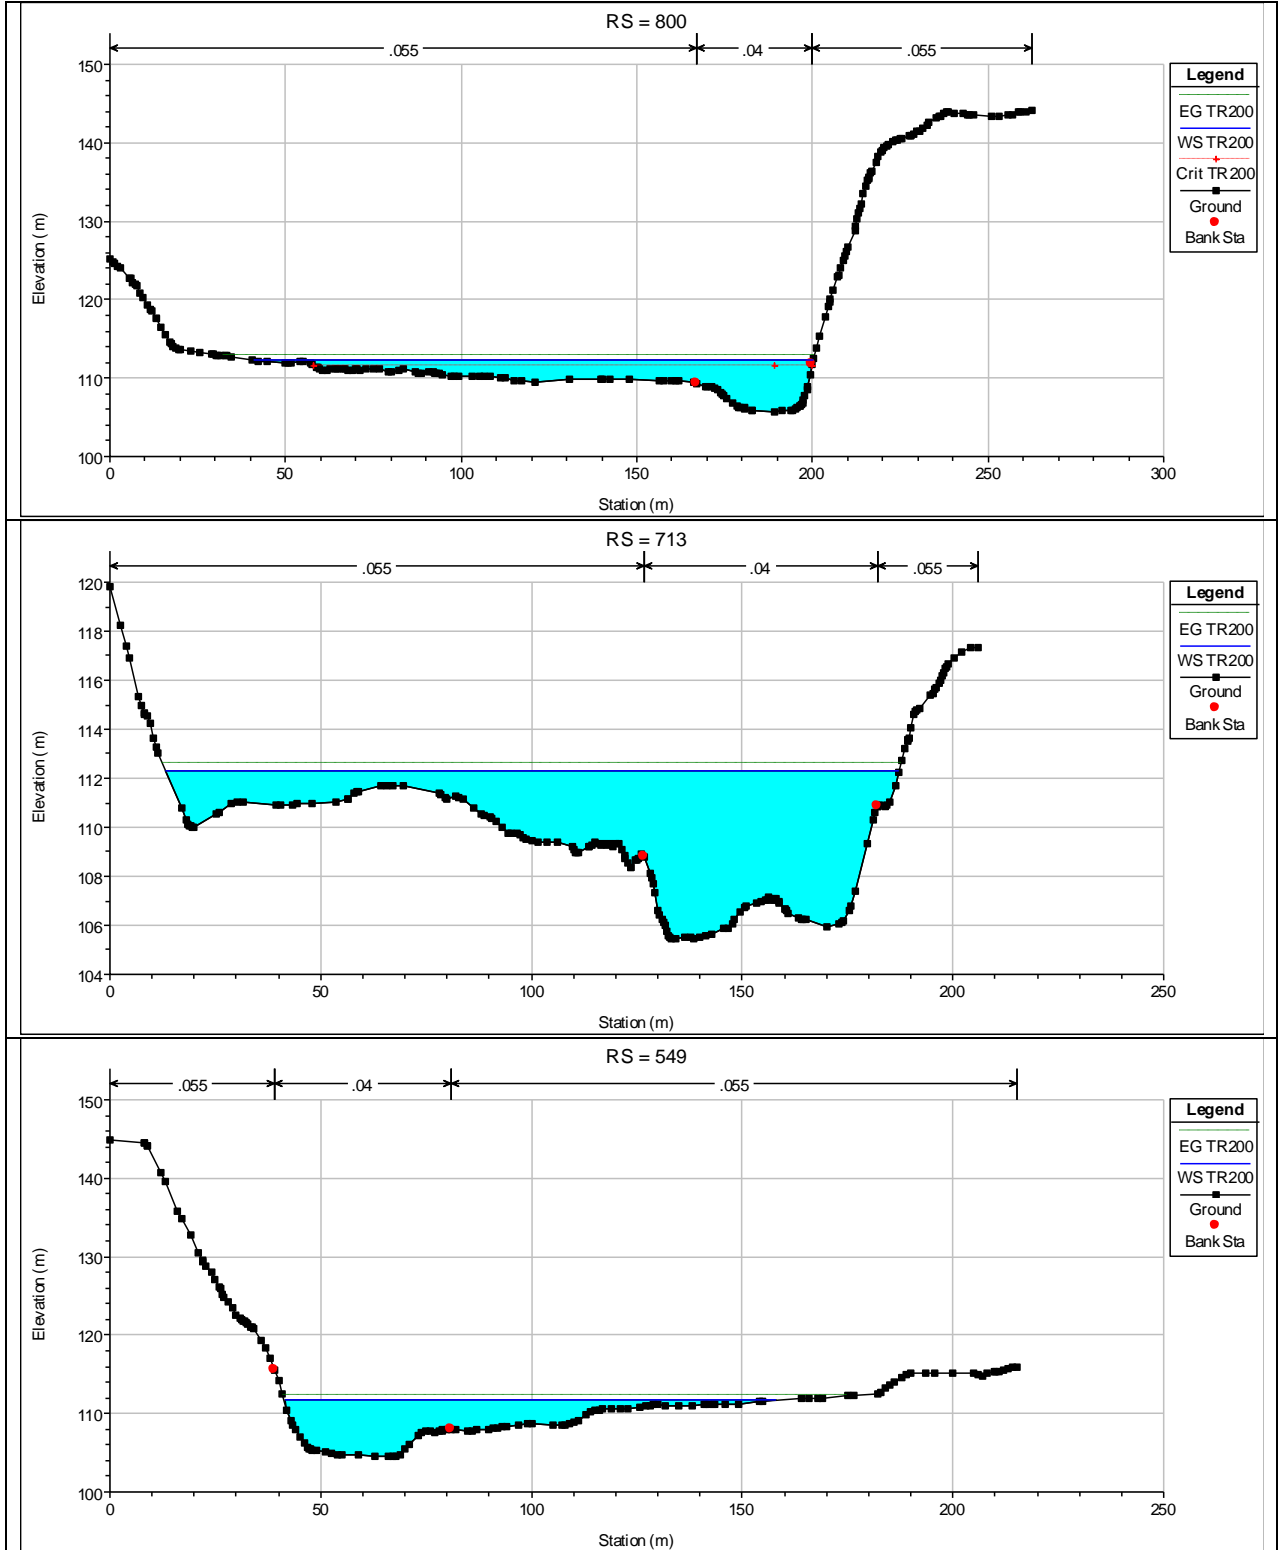 RS = 800
.055 .04 .055
150
140
130
120
110
100
Elevation (m)
0 50 100 150 200 250 300
Station (m)
Legend
EG TR200
WS TR200
Crit TR200
Ground
Bank Sta
RS = 713
.055 .04 .055
120
118
116
114
112
110
108
106
104
Elevation (m)
0 50 100 150 200 250
Station (m)
Legend
EG TR200
WS TR200
Ground
Bank Sta
RS = 549
.055 .04 .055
150
140
130
120
110
100
Elevation (m)
0 50 100 150 200 250
Station (m)
Legend
EG TR200
WS TR200
Ground
Bank Sta